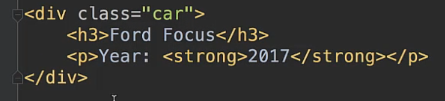 <div class="car">
    <h3>Ford Focus</h3>
    <p>Year: <strong>2017</strong></p>
</div>